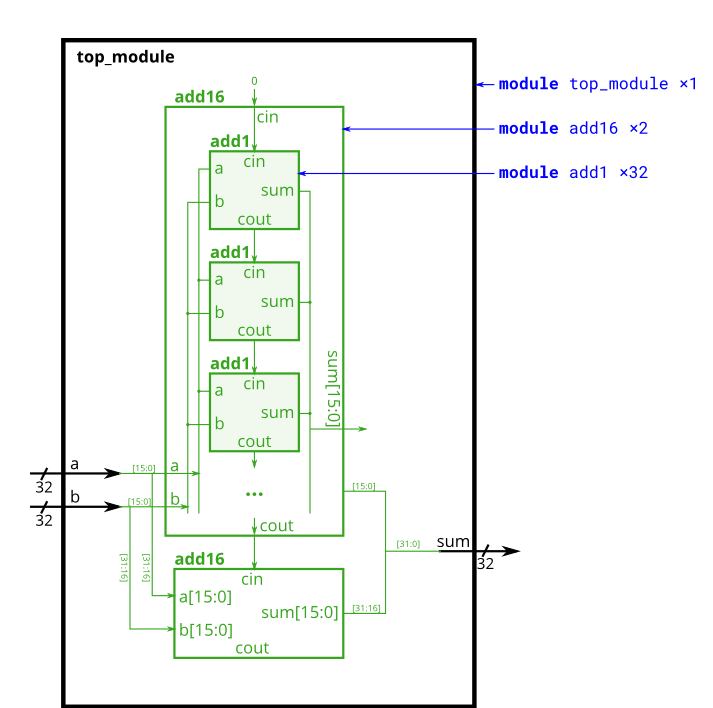 top_module
0
module top_module ×1
add16
cin
module add16 ×2
add1
cin
a
sum
module add1 ×32
b
cout
add1
cin
a
sum
b
cout
add1
cin
a
sum
b
cout
sum[15:0]
a
[15:0]
a
32
...
[15:0]
b
[15:0]
b
32
cout
sum
[31:0]
32
[31:16]
[31:16]
add16
cin
a[15:0]
sum[15:0]
[31:16]
b[15:0]
cout